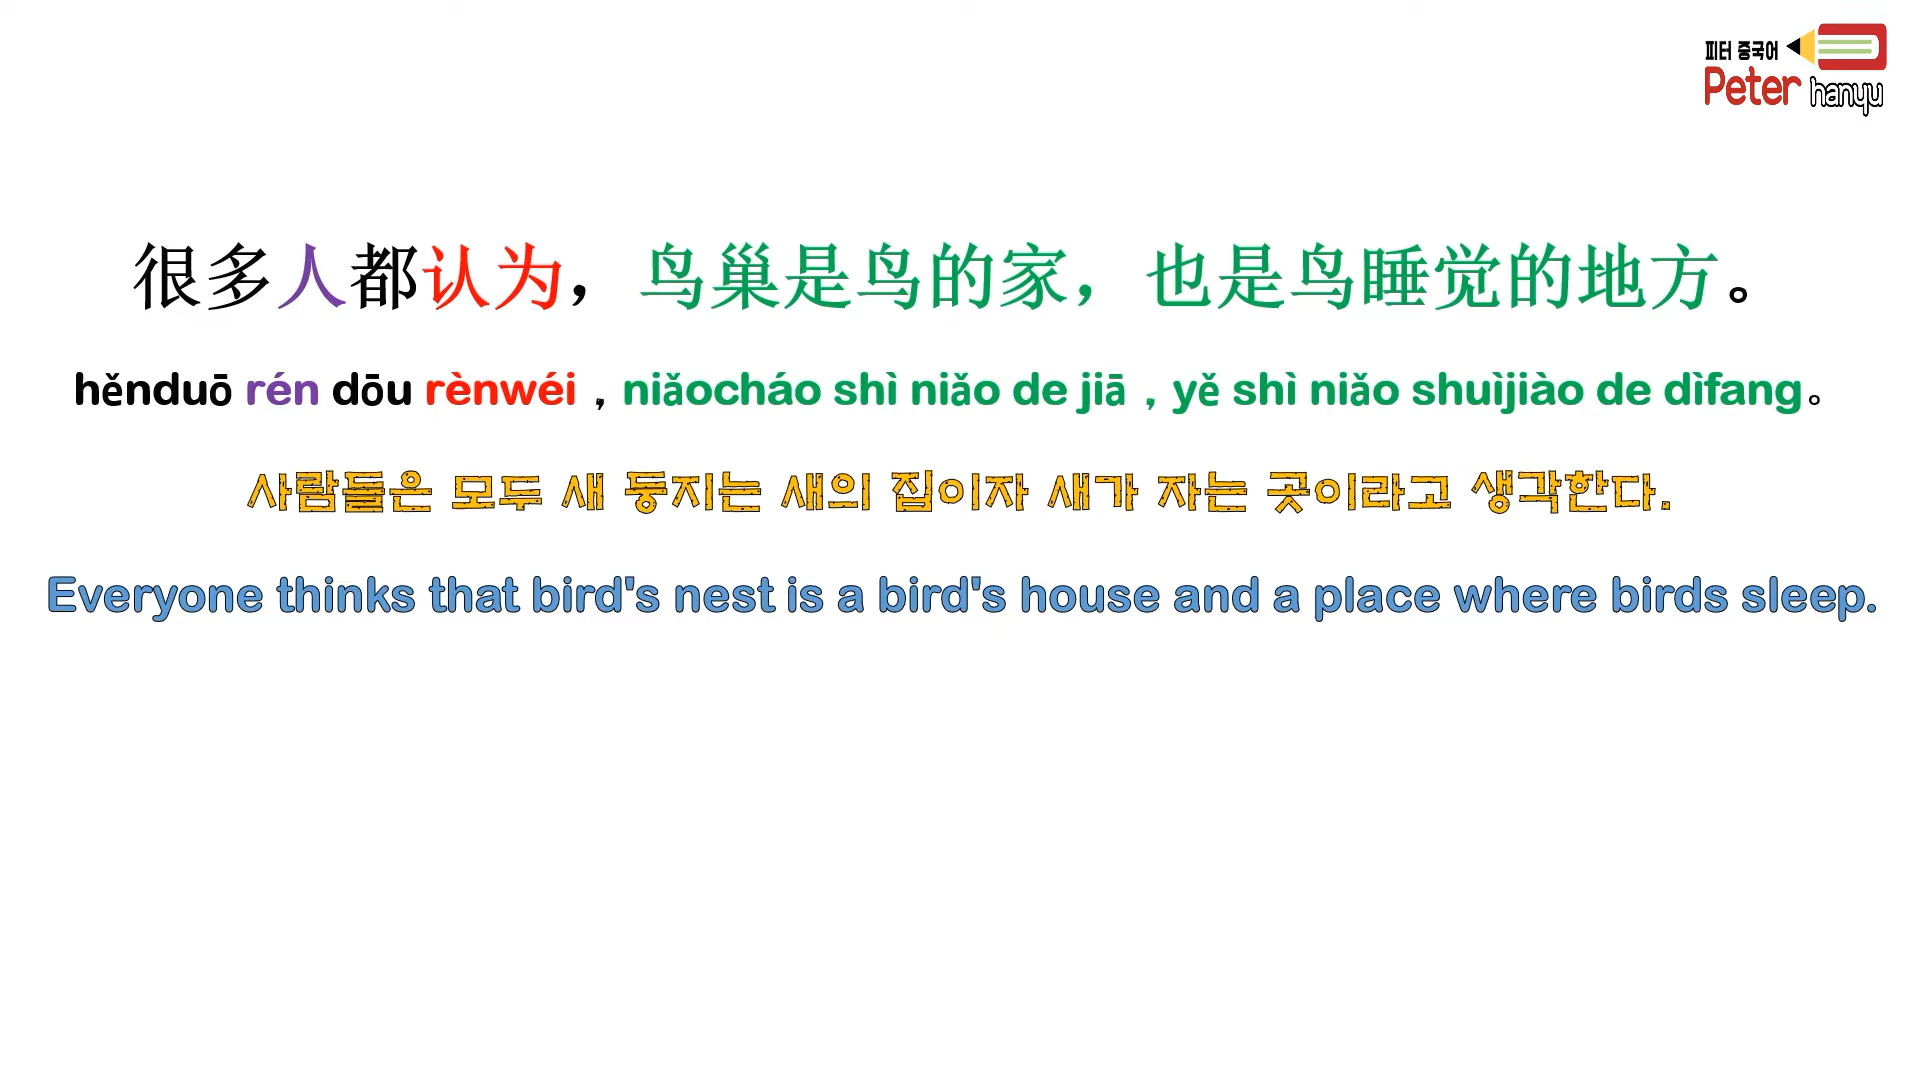 피터 중국어
Peter hanyu
很多人都认为，鸟巢是鸟的家，也是鸟睡觉的地方。
hěnduō rén dōu rènwéi，niǎocháo shì niǎo de jiā，yě shì niǎo shuìjiào de dìfang。
사람들은 모두 새 둥지는 새의 집이자 새가 자는 곳이라고 생각한다.
Everyone thinks that bird's nest is a bird's house and a place where birds sleep.